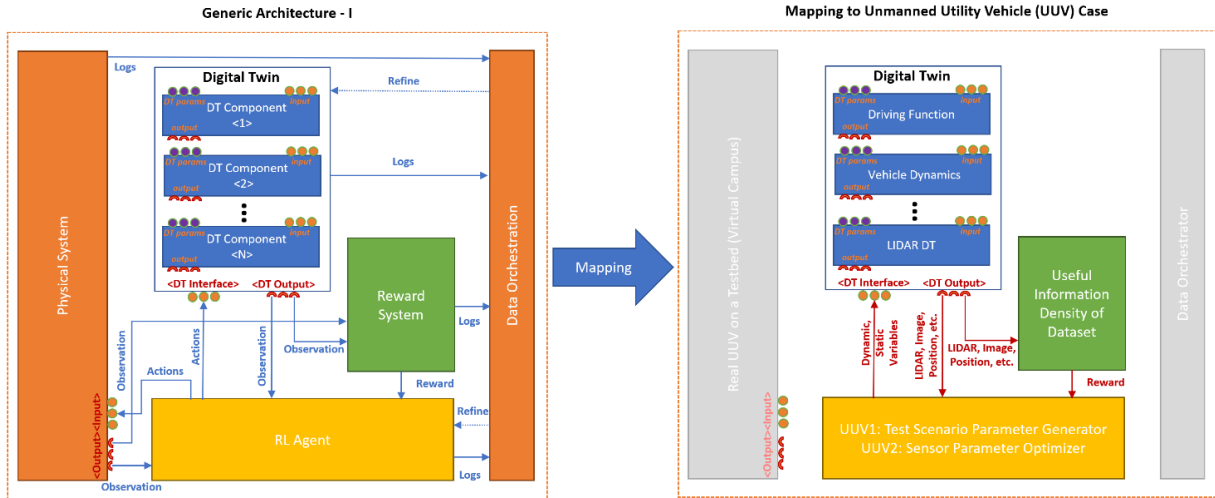 Generic Architecture - I
Physical System
Logs
Digital Twin
DT params
input
DT Component
<1>
output
DT params
input
DT Component
<2>
output
DT params
input
DT Component
<N>
output
<DT Interface>
<DT Output>
Refine
Logs
Data Orchestration
Reward
System
Logs
Observation
Actions
Actions
Observation
Observation
Reward
Refine
RL Agent
Logs
<Output><Input>
Observation
Mapping
Mapping to Unmanned Utility Vehicle (UUV) Case
Real UUV on a Testbed (Virtual Campus)
<Output><Input>
Digital Twin
DT params
input
Driving Function
output
DT params
input
Vehicle Dynamics
output
DT params
input
LIDAR DT
output
<DT Interface>
<DT Output>
Dynamic,
Static
Variables
LIDAR, Image,
Position, etc.
LIDAR, Image,
Position, etc.
Useful
Information
Density of
Dataset
Reward
UUV1: Test Scenario Parameter Generator
UUV2: Sensor Parameter Optimizer
Data Orchestrator